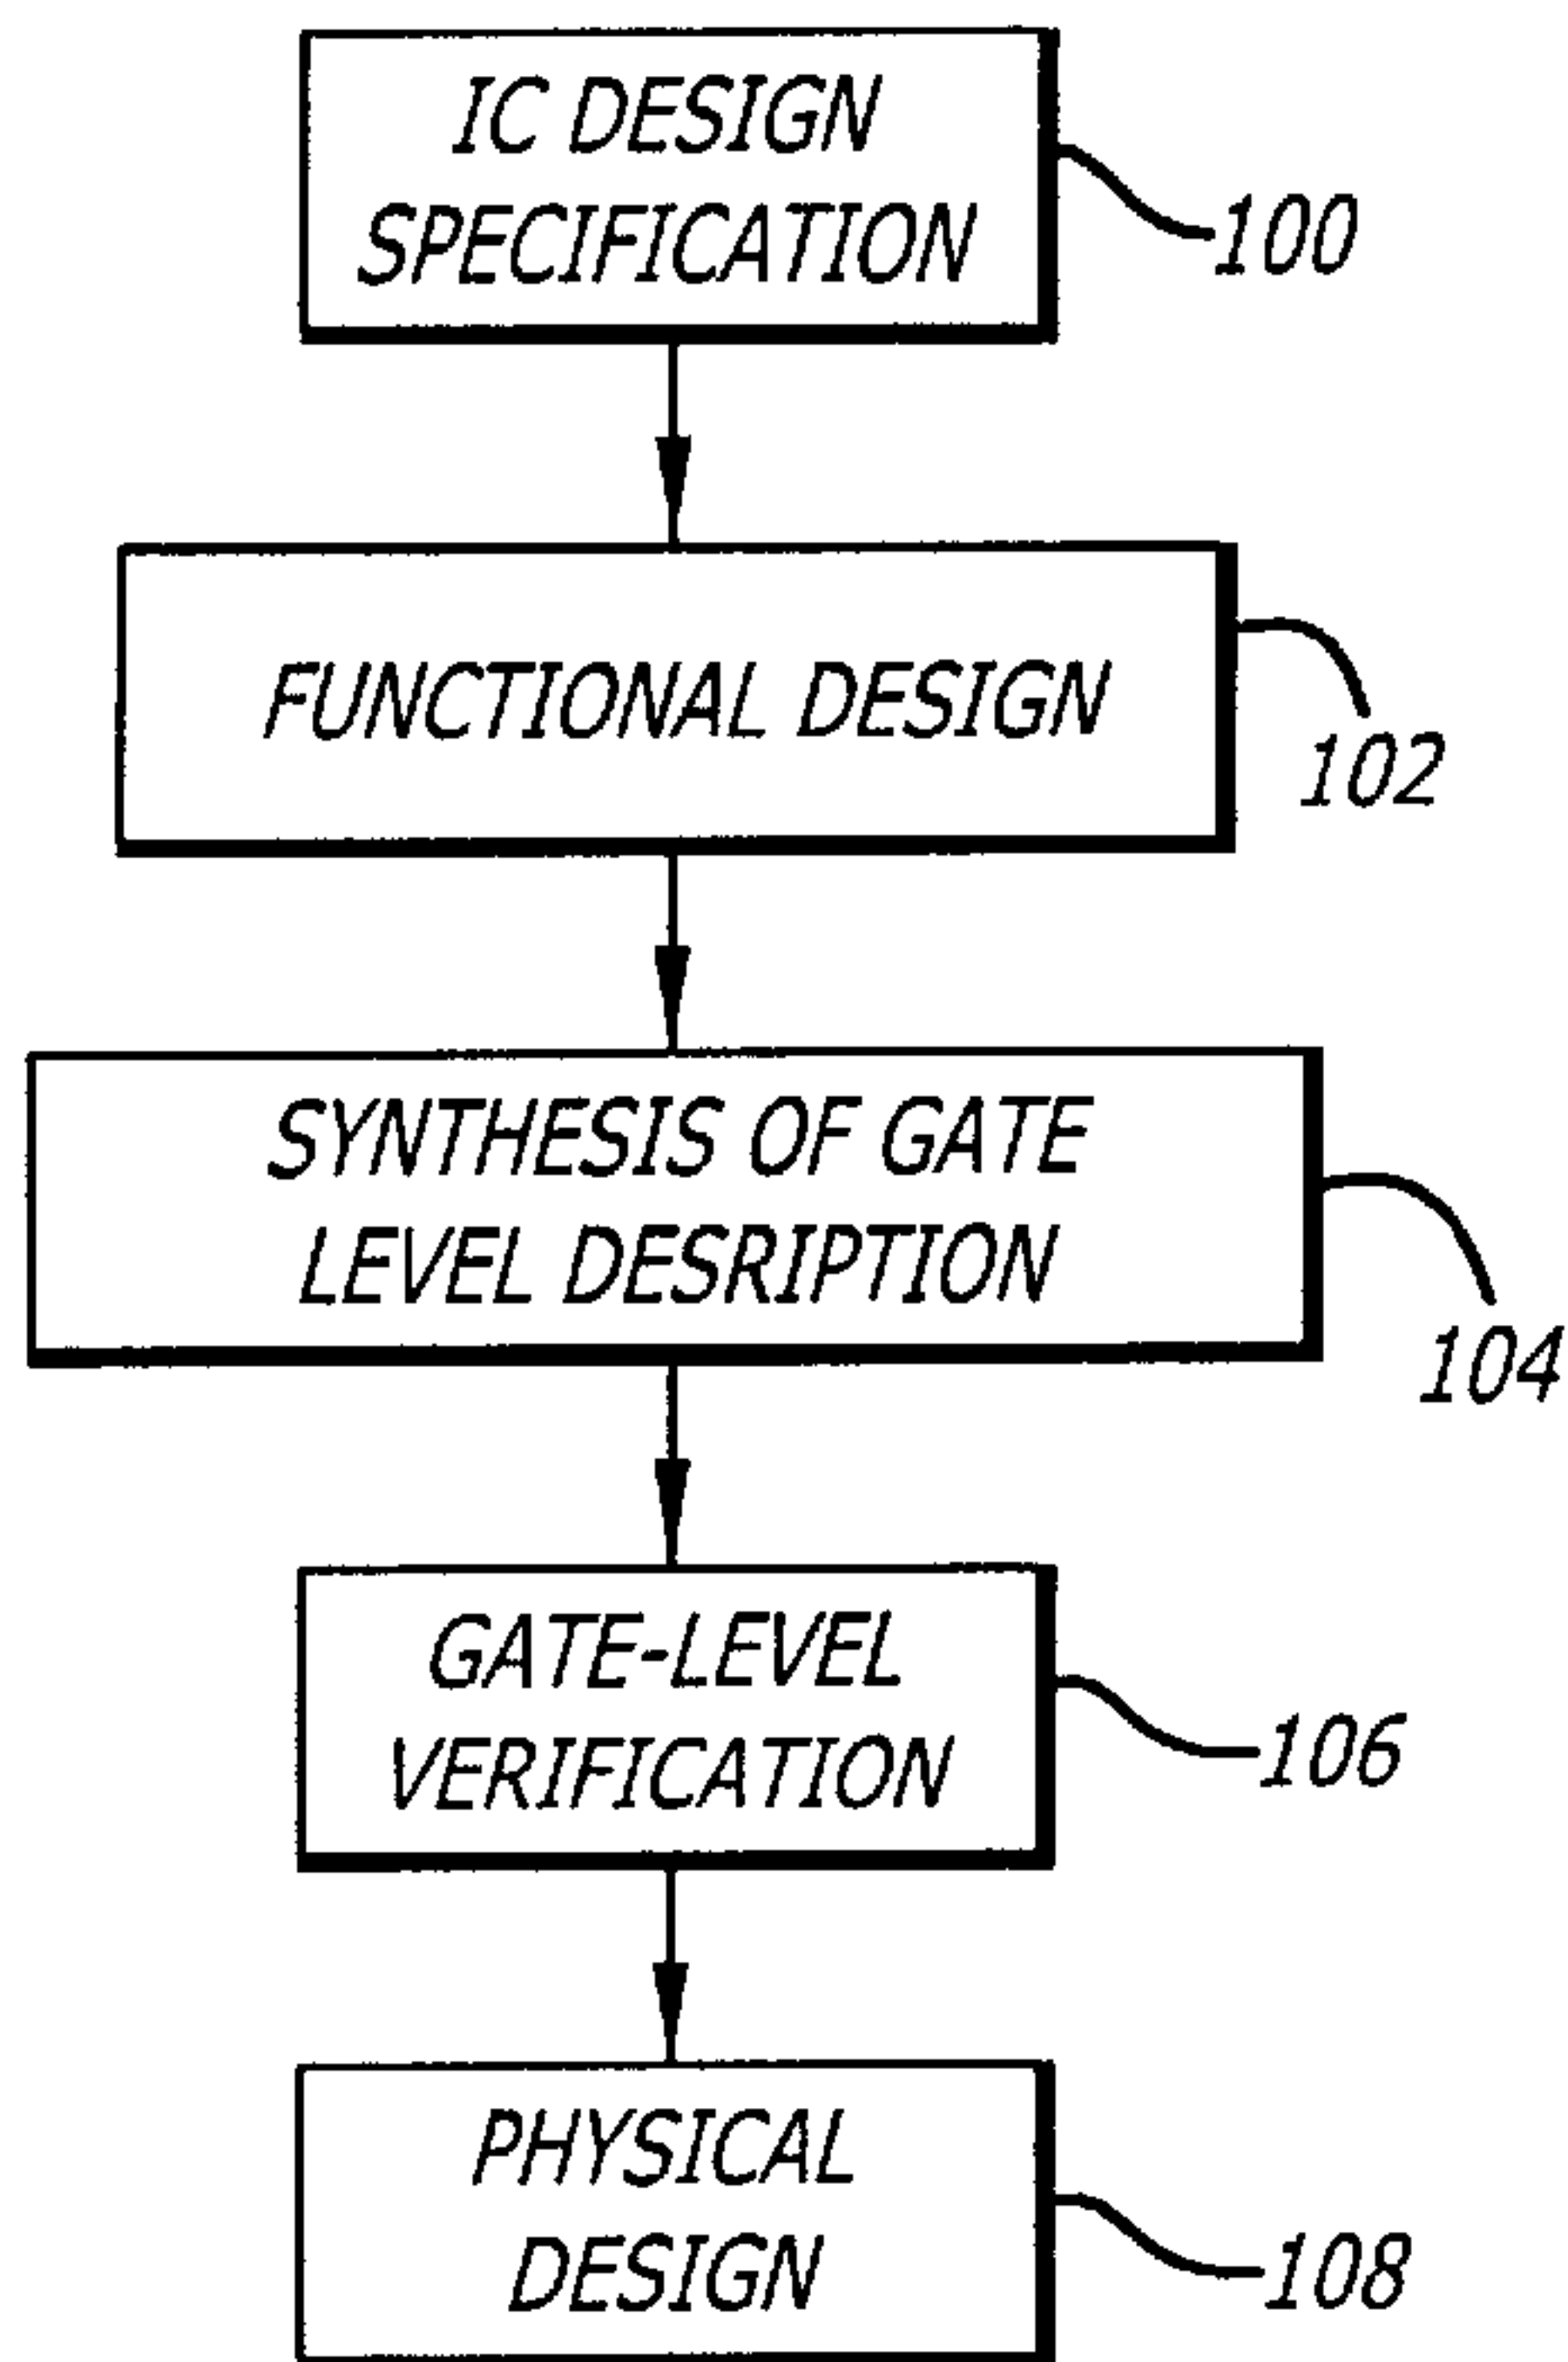 IC DESIGN
SPECIFICATION
100
FUNCTIONAL DESIGN
102
SYNTHESIS OF GATE
LEVEL DESRIPTION
104
GATE-LEVEL
VERIFICATION
106
PHYSICAL
DESIGN
108